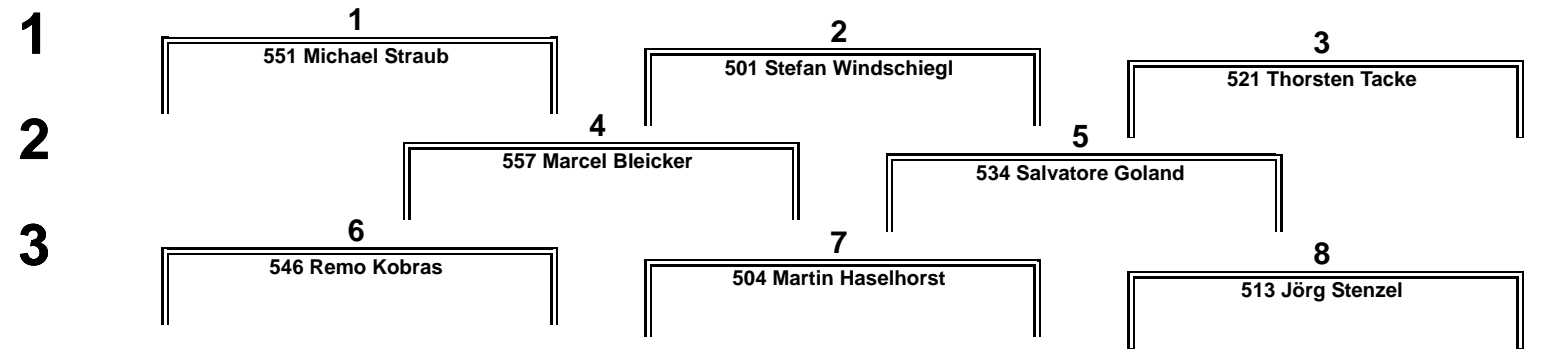 1
1
551 Michael Straub
2
501 Stefan Windschiegl
3
521 Thorsten Tacke
2
4
557 Marcel Bleicker
5
534 Salvatore Goland
3
6
546 Remo Kobras
7
504 Martin Haselhorst
8
513 Jörg Stenzel